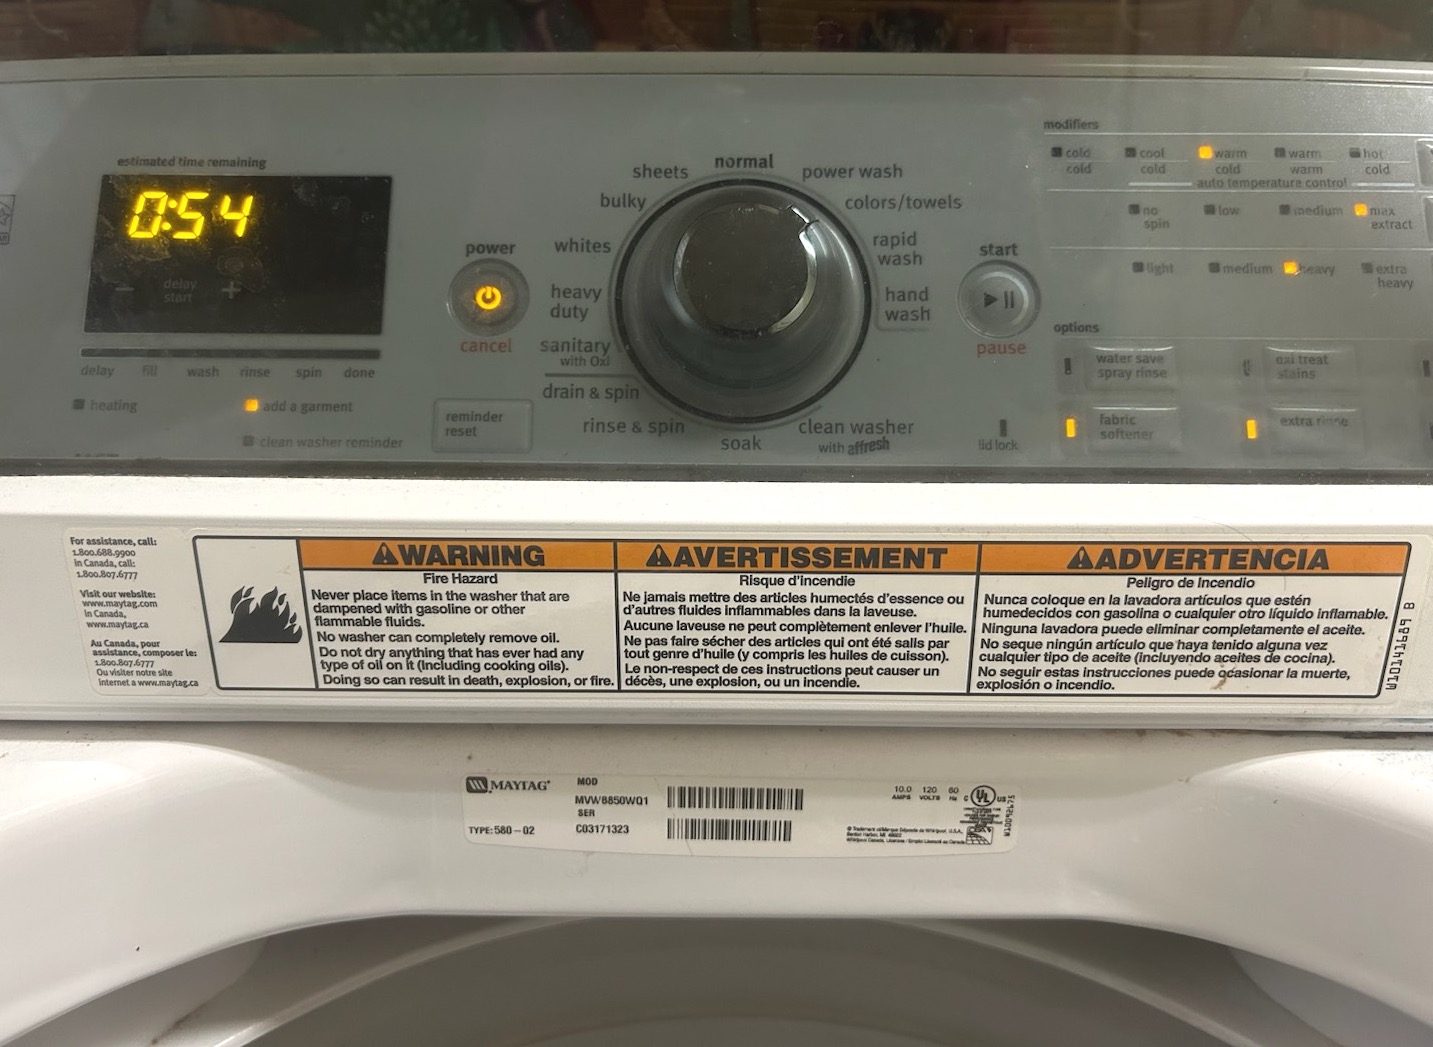 estimated time remaining
0:54
delay
start
delay fill wash rinse spin done
heating
add a garment
clean washer reminder
power
cancel
reminder
reset
normal
sheets
bulky
whites
heavy
duty
sanitary
with Oxi
drain & spin
rinse & spin
soak
power wash
colors/towels
rapid
wash
hand
wash
clean washer
with affresh
start
pause
lid lock
modifiers
cold
cold
cool
cold
warm
cold
warm
warm
hot
cold
auto temperature control
no
spin
low
medium
max
extract
light
medium
heavy
extra
heavy
options
water save
spray rinse
oxi treat
stains
fabric
softener
extra rinse
For assistance, call:
1.800.688.9900
in Canada, call:
1.800.807.6777
Visit our website:
www.maytag.com
in Canada,
www.maytag.ca
Au Canada, pour
assistance, composer le:
1.800.807.6777
Ou visiter notre site
internet a www.maytag.ca
WARNING
Fire Hazard
Never place items in the washer that are
dampened with gasoline or other
flammable fluids.
No washer can completely remove oil.
Do not dry anything that has ever had any
type of oil on it (including cooking oils).
Doing so can result in death, explosion, or fire.
AVERTISSEMENT
Risque d'incendie
Ne jamais mettre des articles humectés d'essence ou
d'autres fluides inflammables dans la laveuse.
Aucune laveuse ne peut complètement enlever l'huile.
Ne pas faire sécher des articles qui ont été salis par
tout genre d'huile (y compris les huiles de cuisson).
Le non-respect de ces instructions peut causer un
décès, une explosion, ou un incendie.
ADVERTENCIA
Peligro de Incendio
Nunca coloque en la lavadora artículos que estén
humedecidos con gasolina o cualquier otro líquido inflamable.
Ninguna lavadora puede eliminar completamente el aceite.
No seque ningún artículo que haya tenido alguna vez
cualquier tipo de aceite (incluyendo aceites de cocina).
No seguir estas instrucciones puede ocasionar la muerte,
explosión o incendio.
W10141689 B
MAYTAG
TYPE: 580-02
MOD
MVW8850WQ1
SER
C03171323
10.0 120 60
AMPS VOLTS Hz
C UL US
W10092675